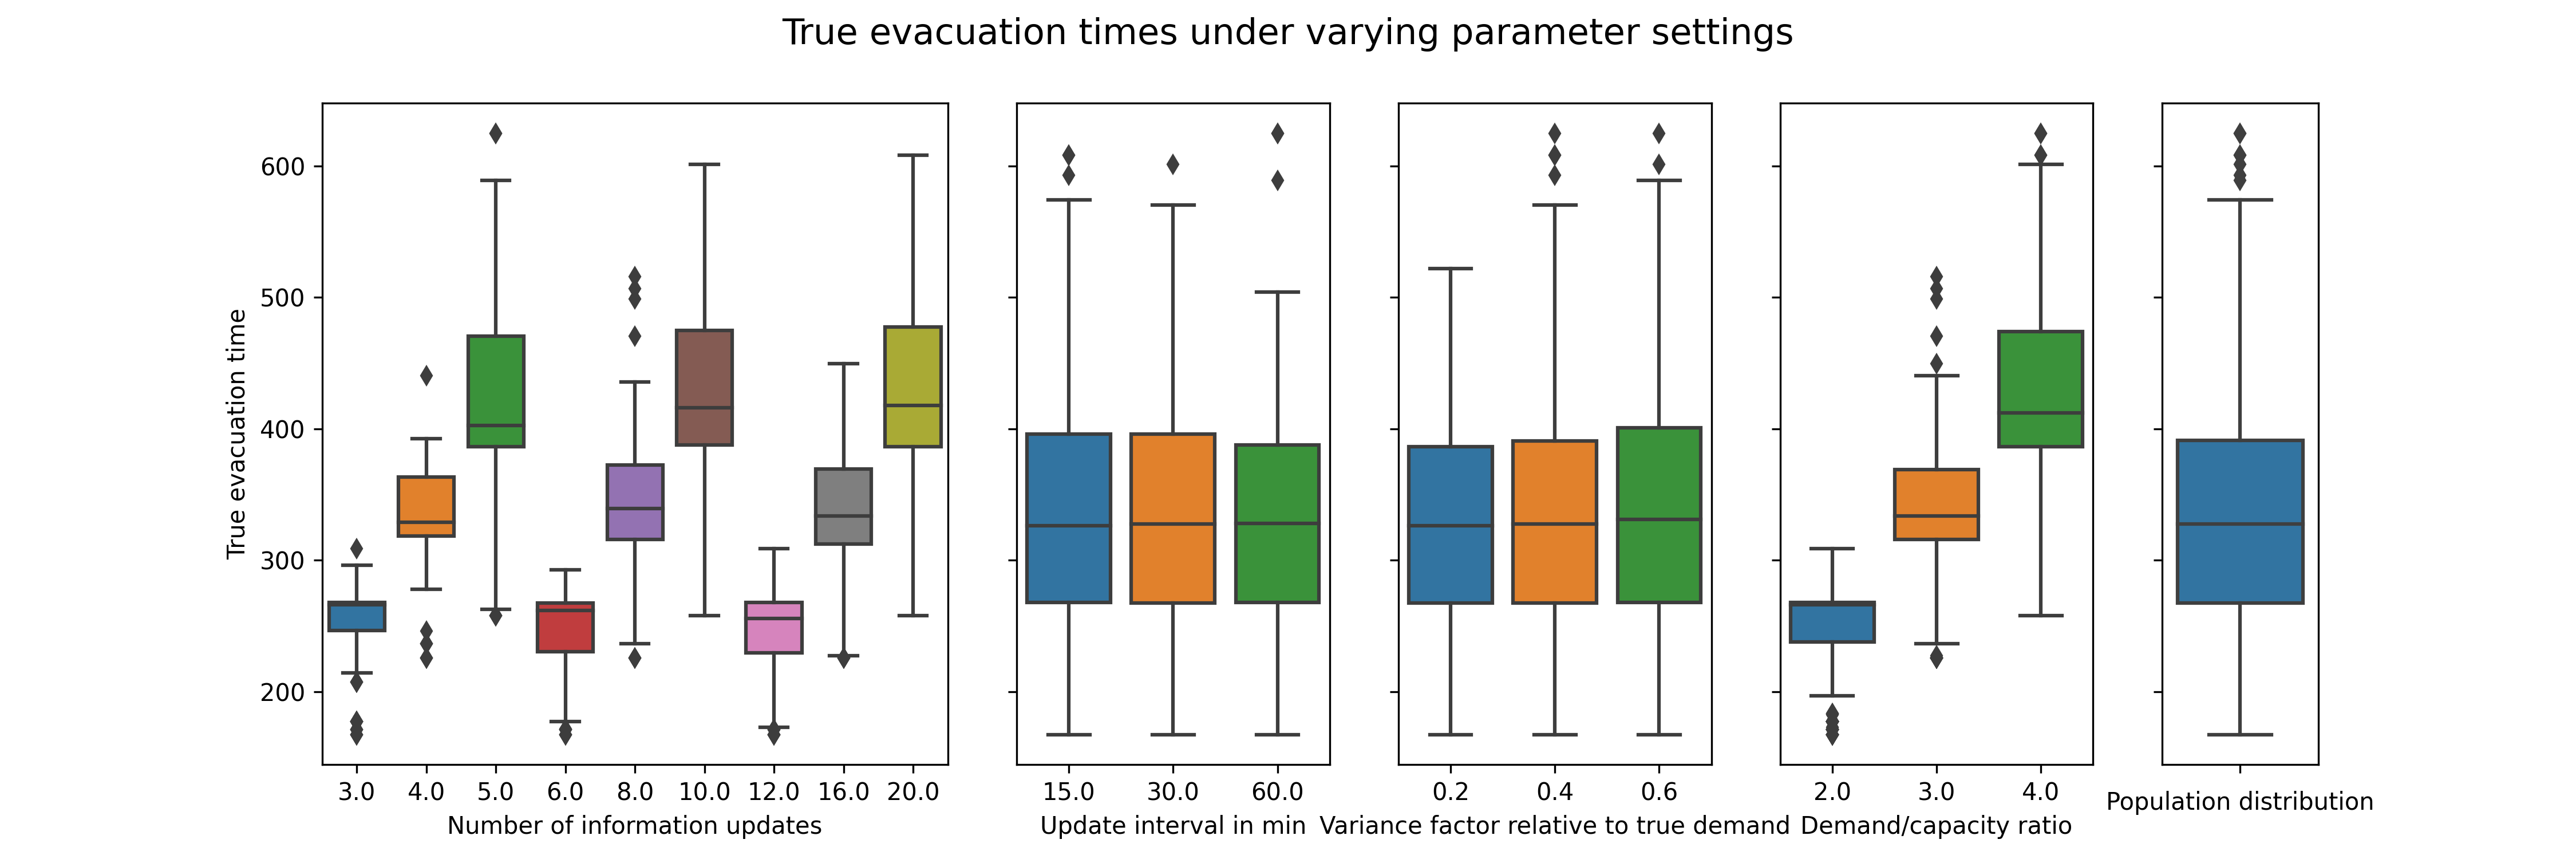 True evacuation times under varying parameter settings
True evacuation time
600
500
400
300
200
3.0 4.0 5.0 6.0 8.0 10.0 12.0 16.0 20.0
Number of information updates
15.0 30.0 60.0
Update interval in min
0.2 0.4 0.6
Variance factor relative to true demand
2.0 3.0 4.0
Demand/capacity ratio
Population distribution